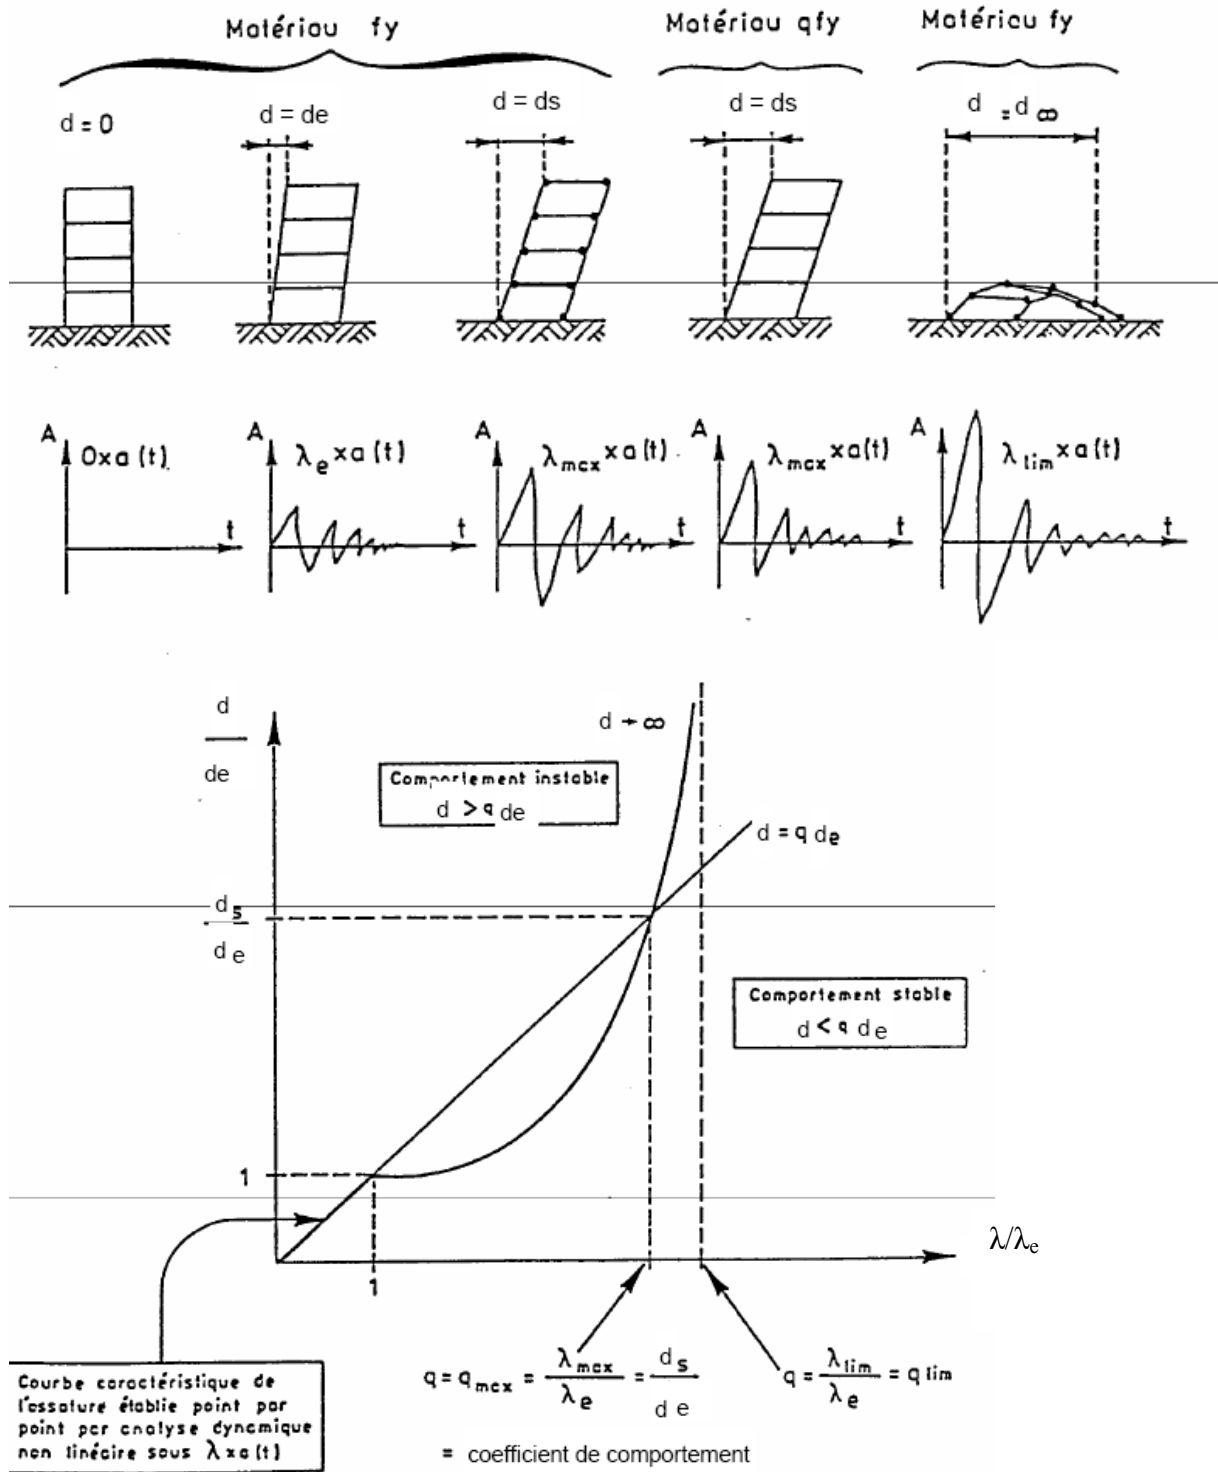 Matériau fy
Matériau qfy
Matériau fy
d = 0
d = de
d = ds
d = ds
d = d ∞
A
0xa(t)
t
A
λe xa(t)
t
A
λmax xa(t)
t
A
λmax xa(t)
t
A
λlim xa(t)
t
d
de
d → ∞
Comportement instable
d > q de
d = q de
ds
de
Comportement stable
d < q de
1
λ/λe
1
q = qmax = λmax/λe = ds/de
= coefficient de comportement
q = λlim/λe = q lim
Courbe caractéristique de
l'ossature établie point par
point par analyse dynamique
non linéaire sous λxa(t)